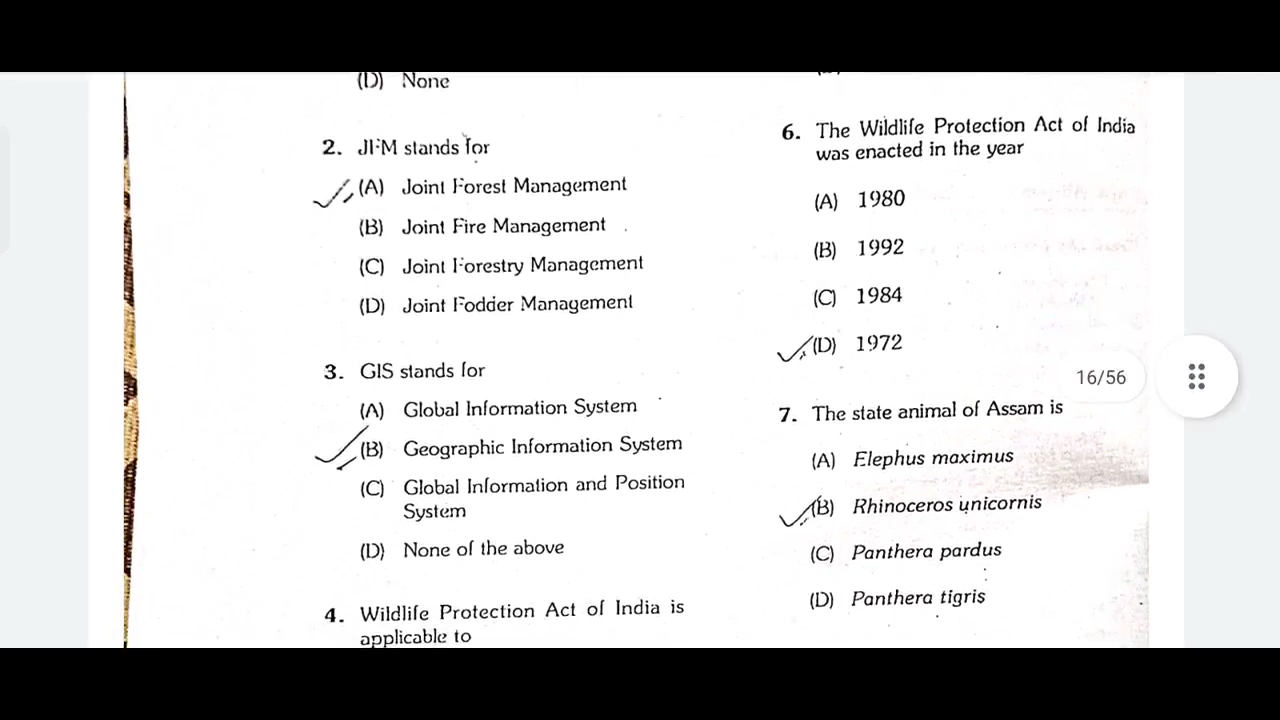 (D) None
2. JFM stands for
(A) Joint Forest Management
(B) Joint Fire Management
(C) Joint Forestry Management
(D) Joint Fodder Management
3. GIS stands for
(A) Global Information System
(B) Geographic Information System
(C) Global Information and Position
System
(D) None of the above
4. Wildlife Protection Act of India is
applicable to
6. The Wildlife Protection Act of India
was enacted in the year
(A) 1980
(B) 1992
(C) 1984
(D) 1972
7. The state animal of Assam is
(A) Elephus maximus
(B) Rhinoceros unicornis
(C) Panthera pardus
(D) Panthera tigris
16/56